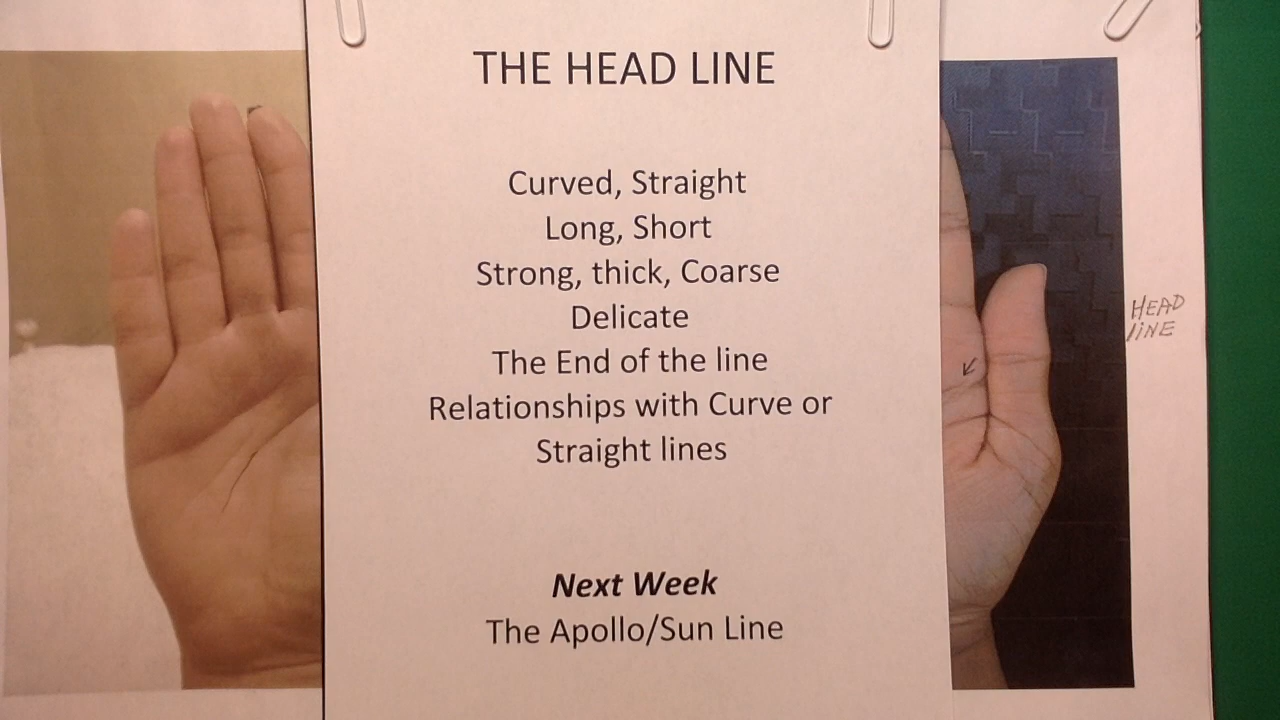 THE HEAD LINE
Curved, Straight
Long, Short
Strong, thick, Coarse
Delicate
The End of the line
Relationships with Curve or
Straight lines
Next Week
The Apollo/Sun Line
HEAD
LINE